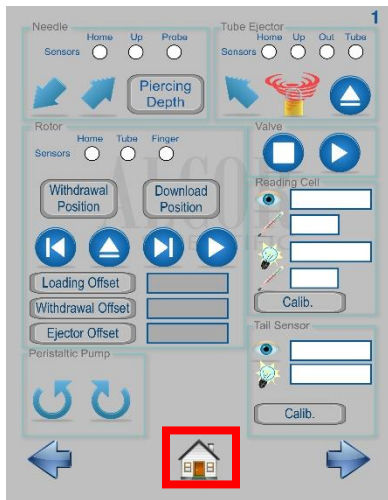 1
Needle
Home Up Probe
Sensors
Piercing
Depth
Tube Ejector
Home Up Out Tube
Sensors
Rotor
Home Tube Finger
Sensors
Withdrawal
Position
Download
Position
Loading Offset
Withdrawal Offset
Ejector Offset
Valve
Reading Cell
Calib.
Peristaltic Pump
Tail Sensor
Calib.